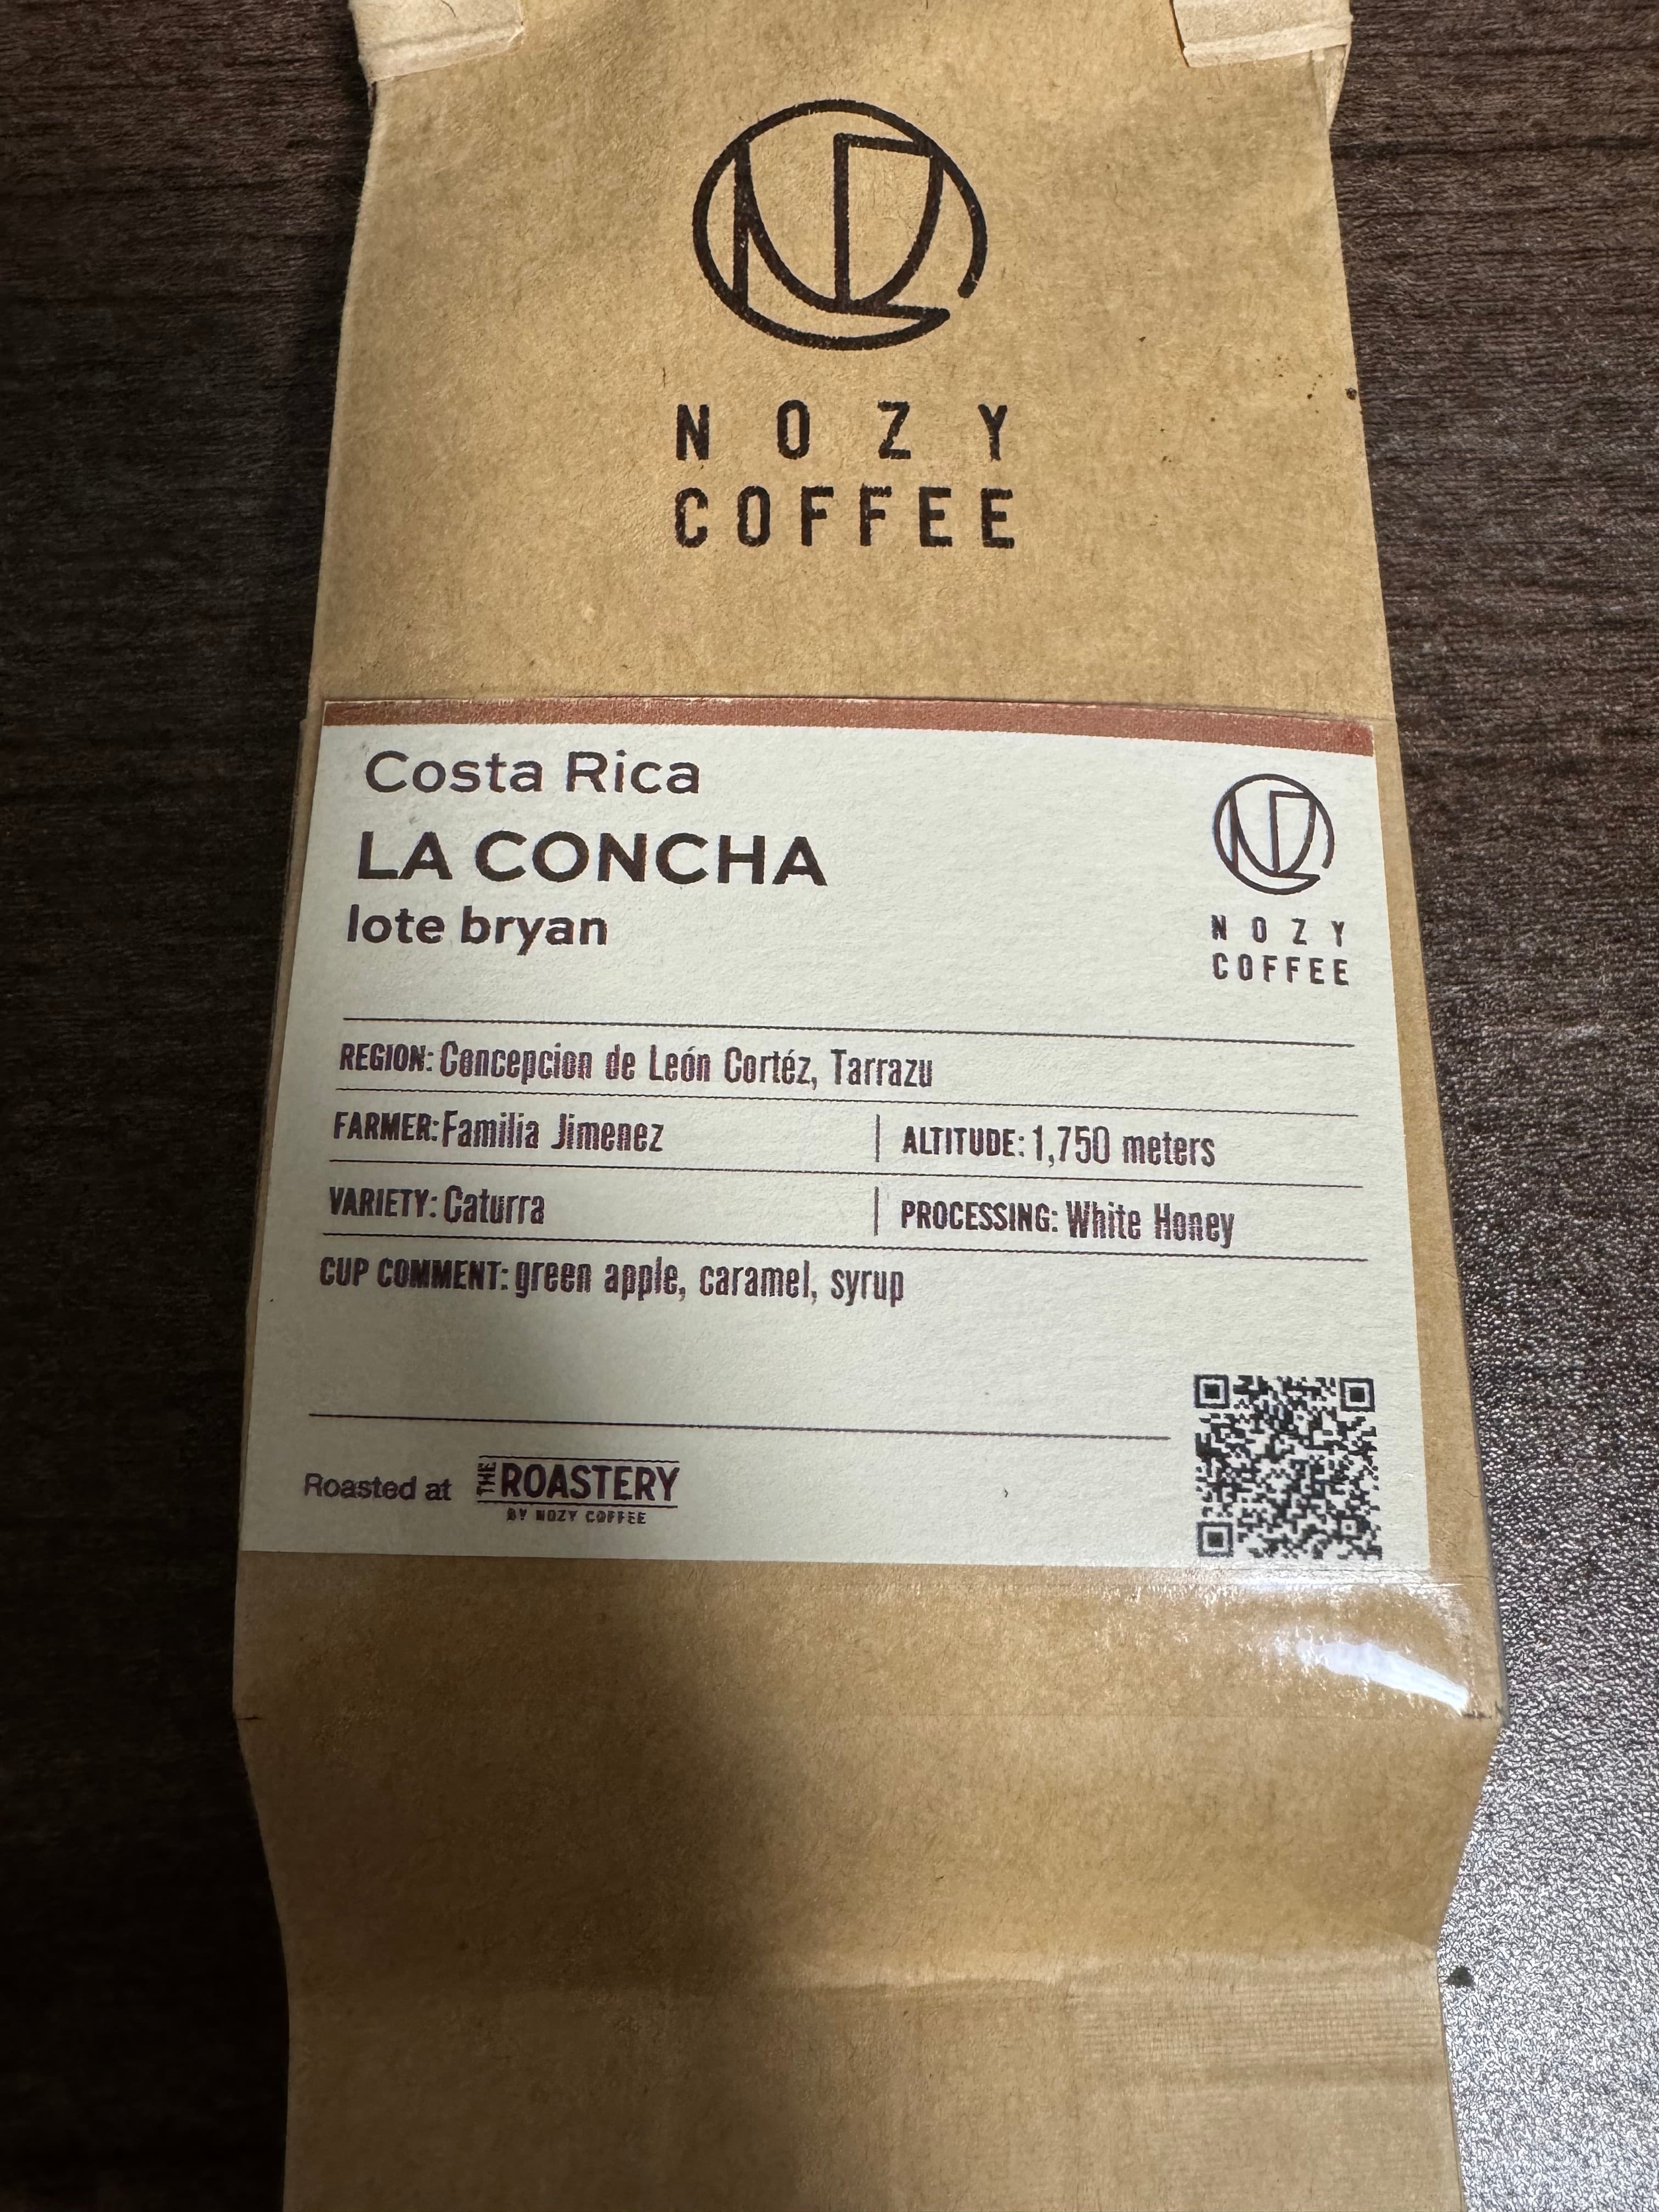 NOZY
COFFEE
Costa Rica
LA CONCHA
lote bryan
NOZY
COFFEE
REGION: Concepcion de León Cortéz, Tarrazu
FARMER: Familia Jimenez | ALTITUDE: 1,750 meters
VARIETY: Caturra | PROCESSING: White Honey
CUP COMMENT: green apple, caramel, syrup
Roasted at THE ROASTERY
BY NOZY COFFEE